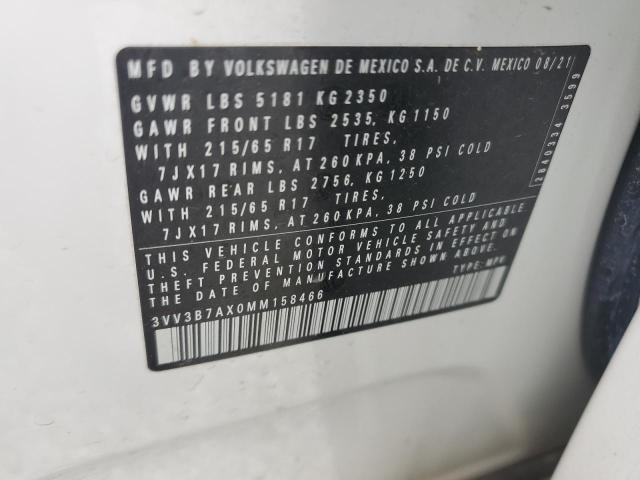 MFD BY VOLKSWAGEN DE MEXICO S.A. DE C.V. MEXICO 08/21
GVWR LBS 5181 KG 2350
GAWR FRONT LBS 2535, KG 1150
WITH 215/65 R17 TIRES,
7JX17 RIMS, AT 260 KPA, 38 PSI COLD
GAWR REAR LBS 2756, KG 1250
WITH 215/65 R17 TIRES,
7JX17 RIMS, AT 260 KPA, 38 PSI COLD
THIS VEHICLE CONFORMS TO ALL APPLICABLE
U.S. FEDERAL MOTOR VEHICLE SAFETY AND
THEFT PREVENTION STANDARDS IN EFFECT ON
THE DATE OF MANUFACTURE SHOWN ABOVE.
3VV3B7AX0MM158466 TYPE: MPV
2BA0334 3599